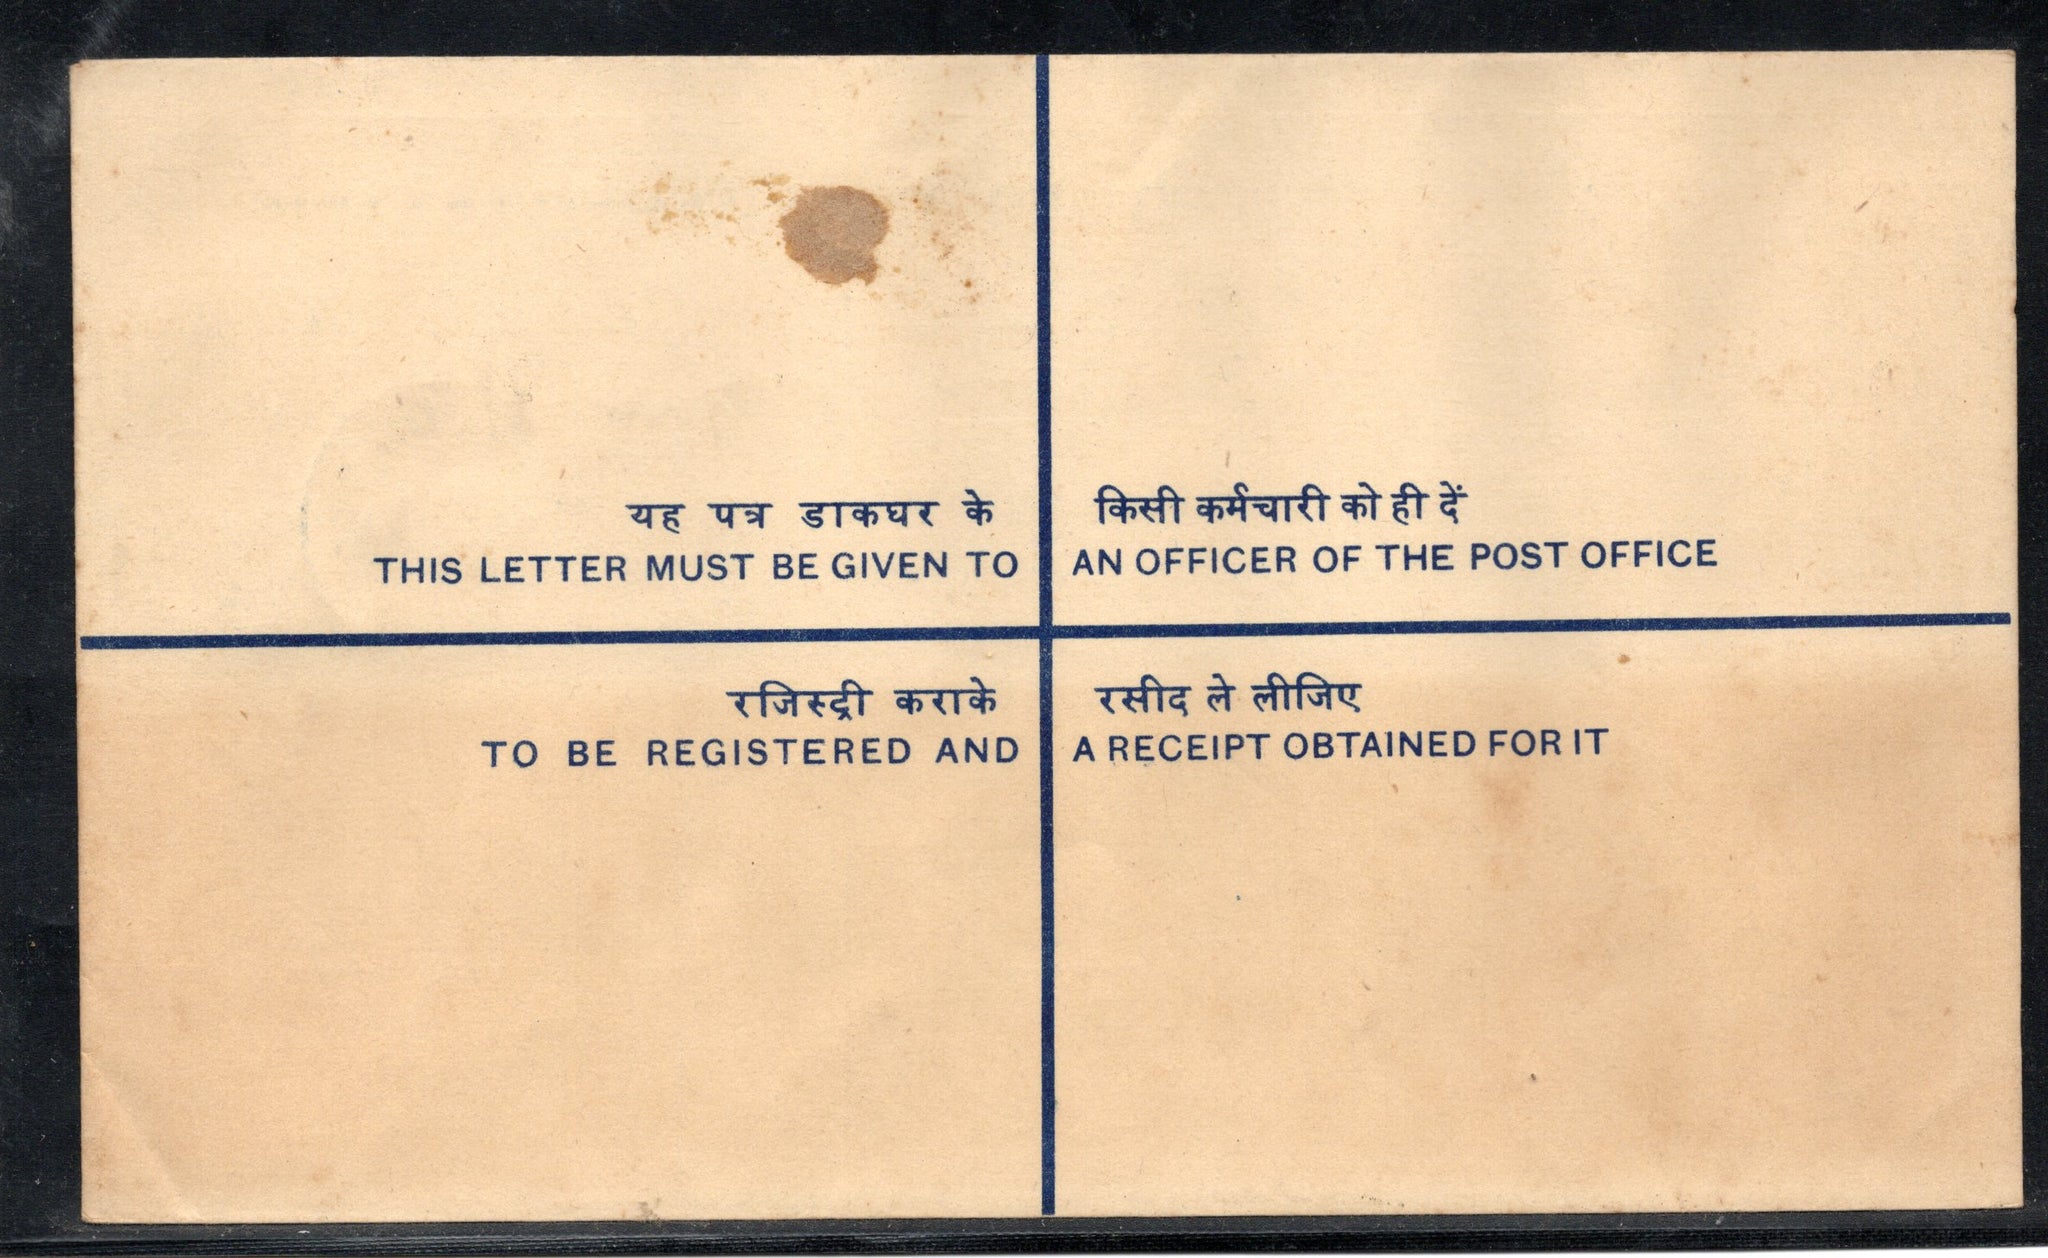 यह पत्र डाकघर के किसी कर्मचारी को ही दें
THIS LETTER MUST BE GIVEN TO AN OFFICER OF THE POST OFFICE
रजिस्ट्री कराके रसीद ले लीजिए
TO BE REGISTERED AND A RECEIPT OBTAINED FOR IT